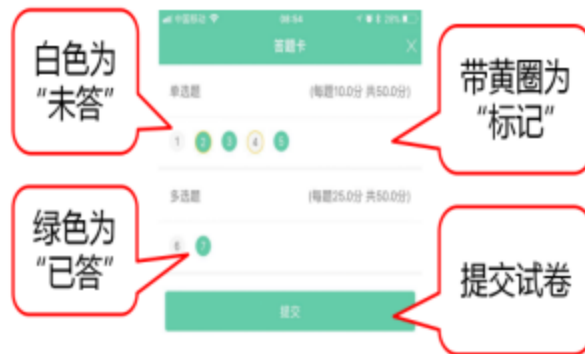 中国移动 08:54 28%
答题卡 ×
白色为
“未答”
单选题 (每题10.0分 共50.0分)
带黄圈为
“标记”
1 2 3 4 5
多选题 (每题25.0分 共50.0分)
绿色为
“已答”
6 7
提交
提交试卷